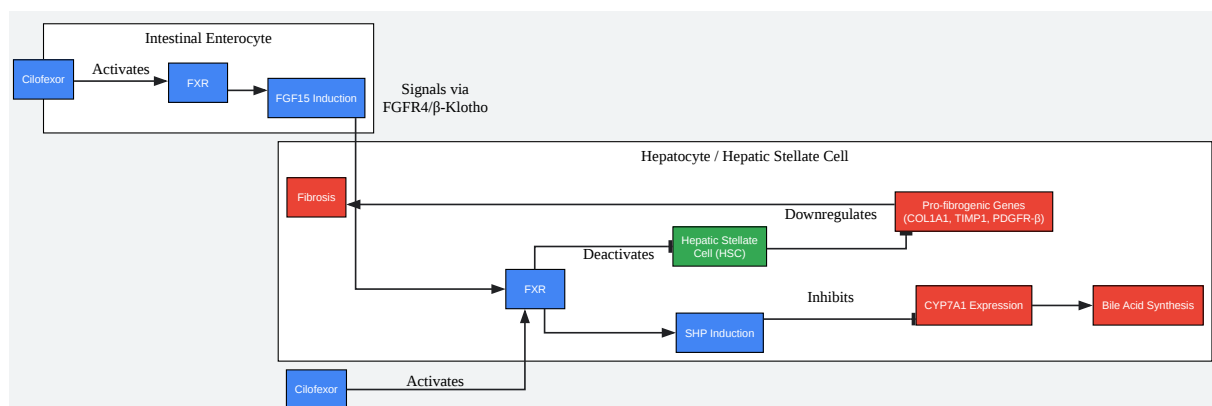 Intestinal Enterocyte
Cilofexor
Activates
FXR
FGF15 Induction
Signals via
FGFR4/β-Klotho
Hepatocyte / Hepatic Stellate Cell
Fibrosis
Pro-fibrogenic Genes
(COL1A1, TIMP1, PDGFR-β)
Downregulates
Hepatic Stellate
Cell (HSC)
Deactivates
FXR
Inhibits
CYP7A1 Expression
Bile Acid Synthesis
SHP Induction
Cilofexor
Activates